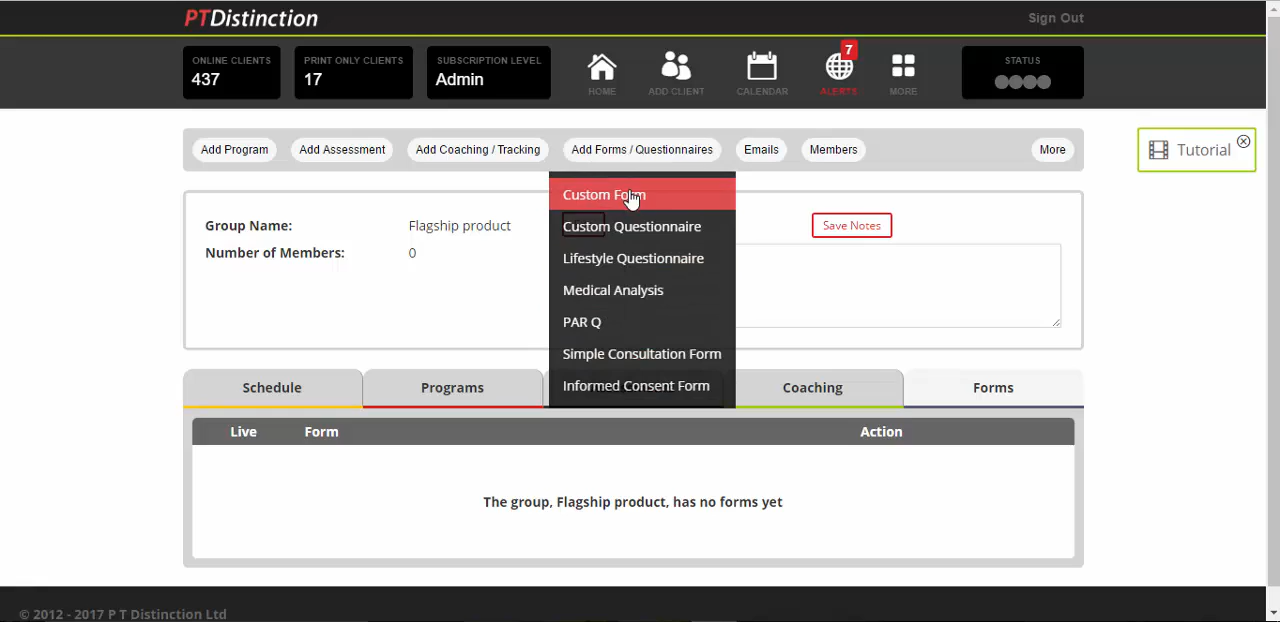 PTDistinction
Sign Out
ONLINE CLIENTS
437
PRINT ONLY CLIENTS
17
SUBSCRIPTION LEVEL
Admin
HOME
ADD CLIENT
CALENDAR
7
ALERTS
MORE
STATUS
Add Program
Add Assessment
Add Coaching / Tracking
Add Forms / Questionnaires
Emails
Members
More
Tutorial
Custom Form
Custom Questionnaire
Lifestyle Questionnaire
Medical Analysis
PAR Q
Simple Consultation Form
Informed Consent Form
Group Name:
Flagship product
Save Notes
Number of Members:
0
Schedule
Programs
Coaching
Forms
Live
Form
Action
The group, Flagship product, has no forms yet
© 2012 - 2017 P T Distinction Ltd